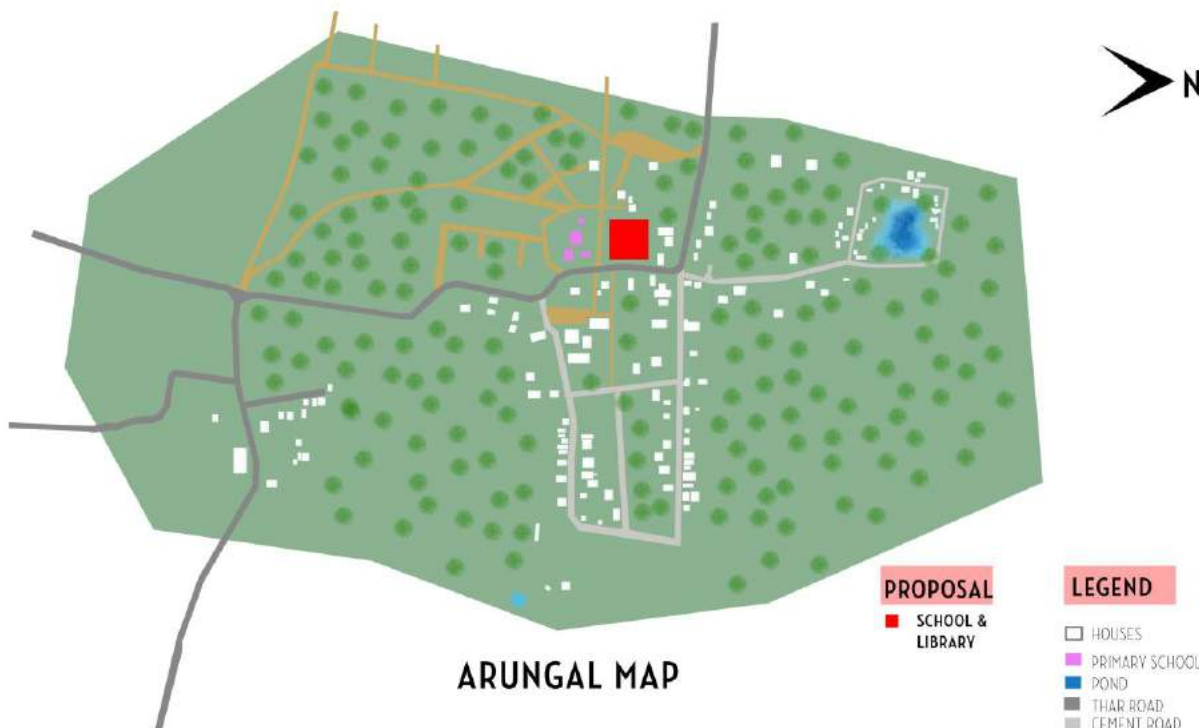 N
PROPOSAL
SCHOOL &
LIBRARY
LEGEND
HOUSES
PRIMARY SCHOOL
POND
THAR ROAD
CEMENT ROAD
ARUNGAL MAP